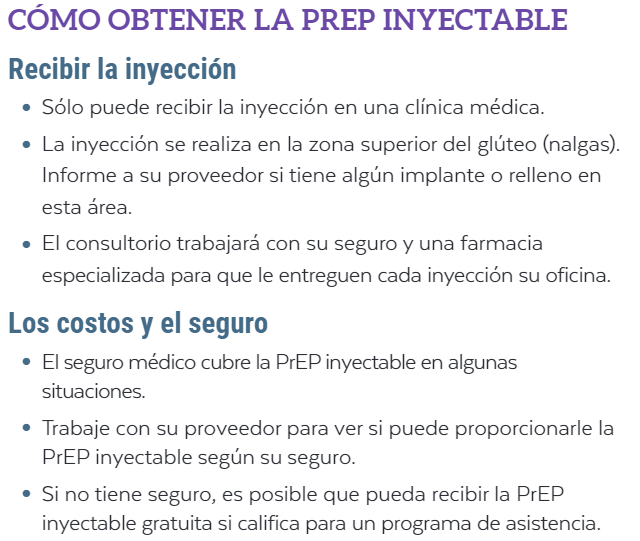 CÓMO OBTENER LA PREP INYECTABLE
Recibir la inyección
• Sólo puede recibir la inyección en una clínica médica.
• La inyección se realiza en la zona superior del glúteo (nalgas).
Informe a su proveedor si tiene algún implante o relleno en
esta área.
• El consultorio trabajará con su seguro y una farmacia
especializada para que le entreguen cada inyección su oficina.
Los costos y el seguro
• El seguro médico cubre la PrEP inyectable en algunas
situaciones.
• Trabaje con su proveedor para ver si puede proporcionarle la
PrEP inyectable según su seguro.
• Si no tiene seguro, es posible que pueda recibir la PrEP
inyectable gratuita si califica para un programa de asistencia.